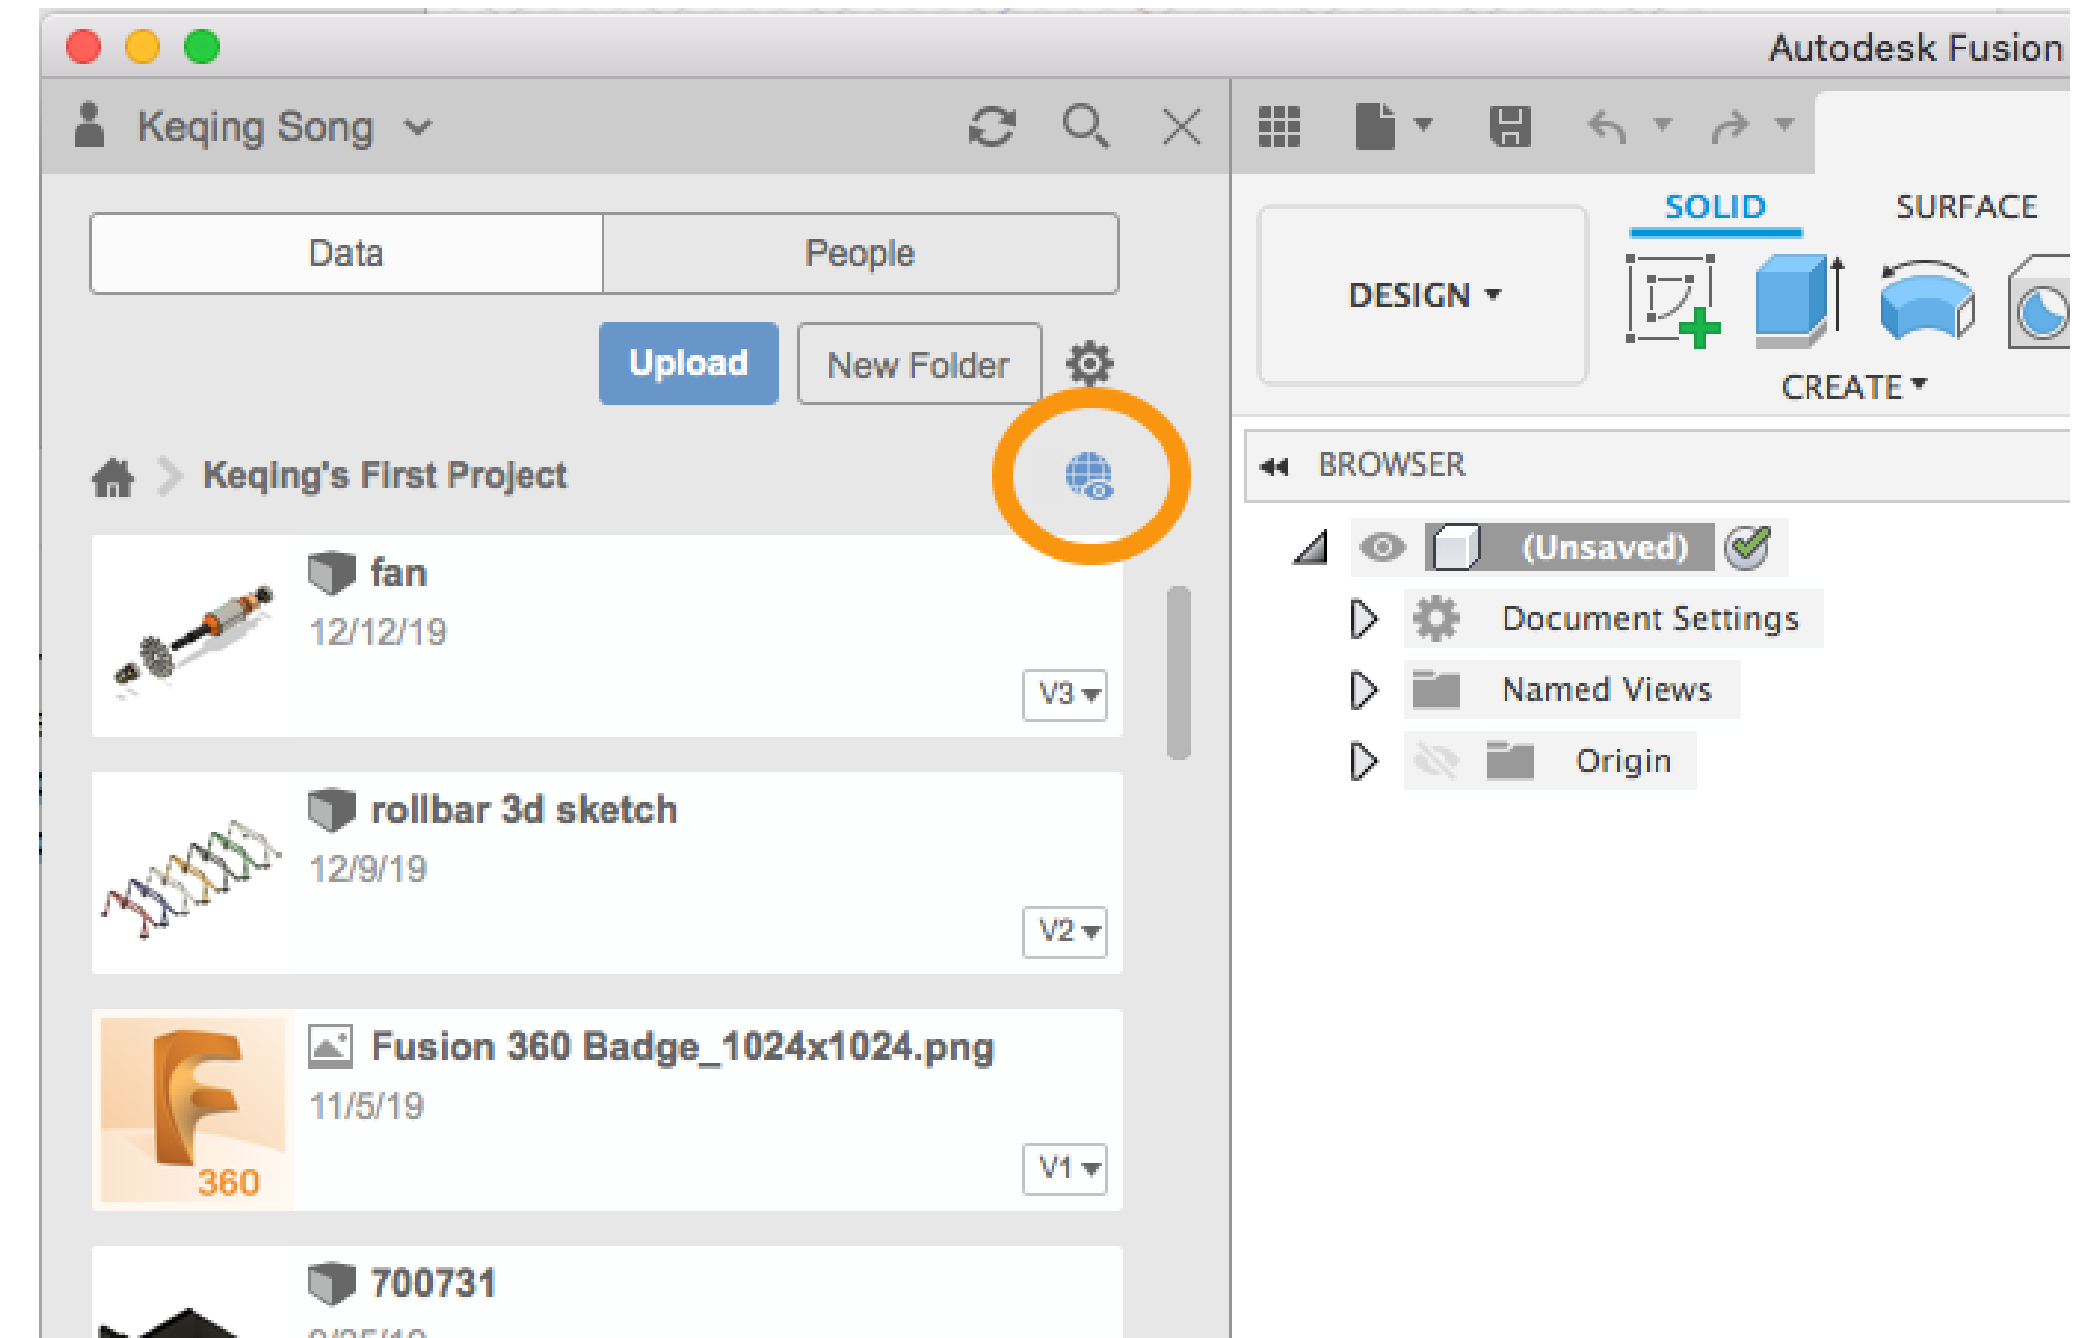 Autodesk Fusion
Keqing Song
Data
People
Upload
New Folder
Keqing's First Project
fan
12/12/19
V3
rollbar 3d sketch
12/9/19
V2
Fusion 360 Badge_1024x1024.png
11/5/19
V1
360
700731
SOLID
SURFACE
DESIGN
CREATE
BROWSER
(Unsaved)
Document Settings
Named Views
Origin